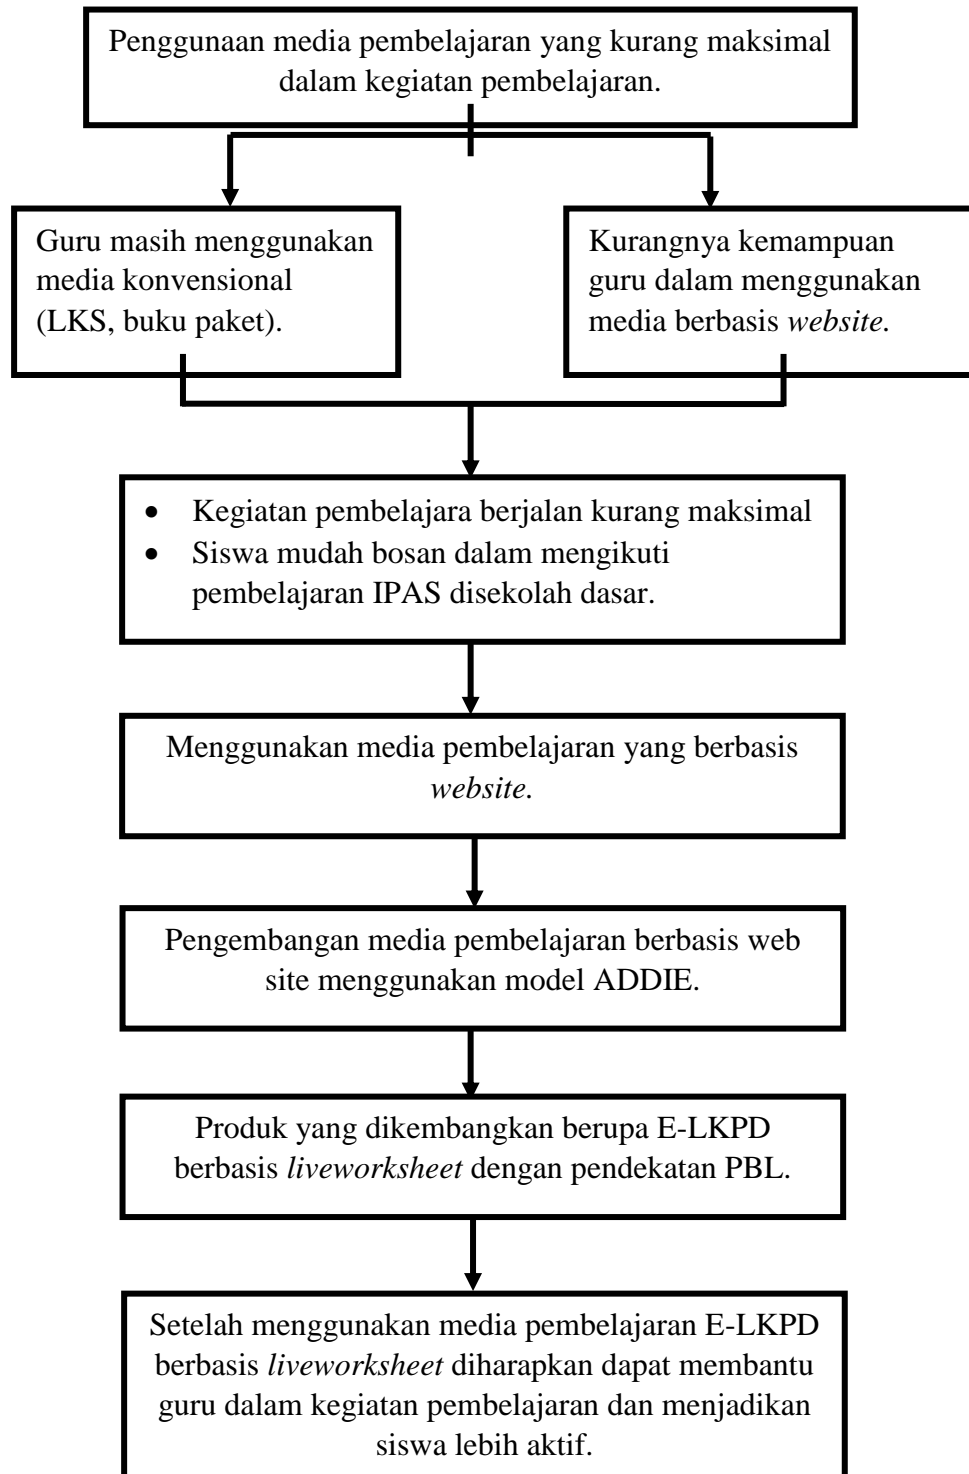 Penggunaan media pembelajaran yang kurang maksimal
dalam kegiatan pembelajaran.
Guru masih menggunakan
media konvensional
(LKS, buku paket).
Kurangnya kemampuan
guru dalam menggunakan
media berbasis website.
• Kegiatan pembelajara berjalan kurang maksimal
• Siswa mudah bosan dalam mengikuti
pembelajaran IPAS disekolah dasar.
Menggunakan media pembelajaran yang berbasis
website.
Pengembangan media pembelajaran berbasis web
site menggunakan model ADDIE.
Produk yang dikembangkan berupa E-LKPD
berbasis liveworksheet dengan pendekatan PBL.
Setelah menggunakan media pembelajaran E-LKPD
berbasis liveworksheet diharapkan dapat membantu
guru dalam kegiatan pembelajaran dan menjadikan
siswa lebih aktif.